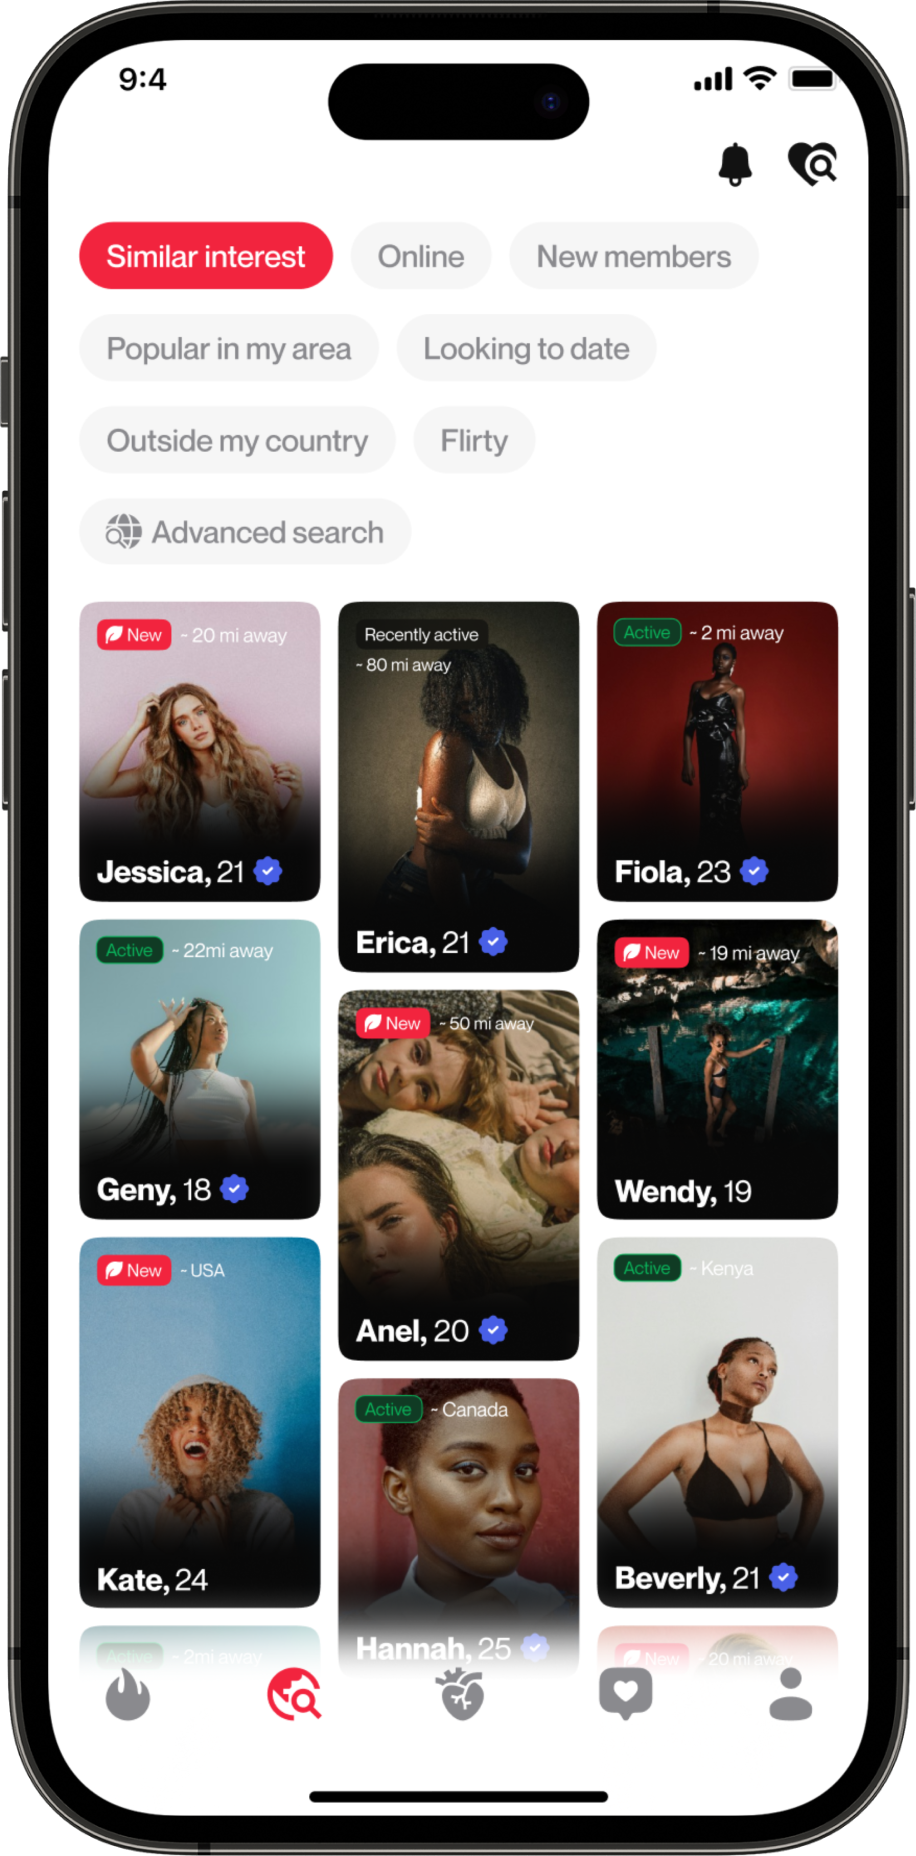 9:4
Similar interest
Online
New members
Popular in my area
Looking to date
Outside my country
Flirty
Advanced search
New
~ 20 mi away
Jessica, 21
Recently active
~ 80 mi away
Erica, 21
Active
~ 2 mi away
Fiola, 23
Active
~ 22mi away
Geny, 18
New
~ 50 mi away
Anel, 20
New
~ 19 mi away
Wendy, 19
New
~ USA
Kate, 24
Active
~ Canada
Hannah, 25
Active
~ Kenya
Beverly, 21
Active
~ 2mi away
New
~ 20 mi away